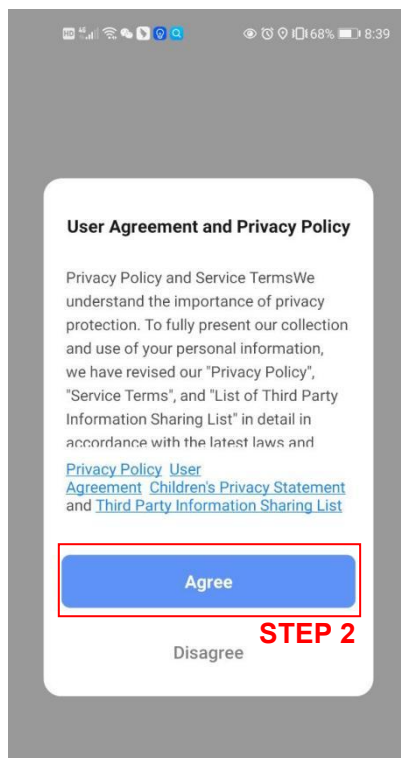 68% 8:39
User Agreement and Privacy Policy
Privacy Policy and Service TermsWe
understand the importance of privacy
protection. To fully present our collection
and use of your personal information,
we have revised our "Privacy Policy",
"Service Terms", and "List of Third Party
Information Sharing List" in detail in
accordance with the latest laws and
Privacy Policy User
Agreement Children's Privacy Statement
and Third Party Information Sharing List
Agree
STEP 2
Disagree